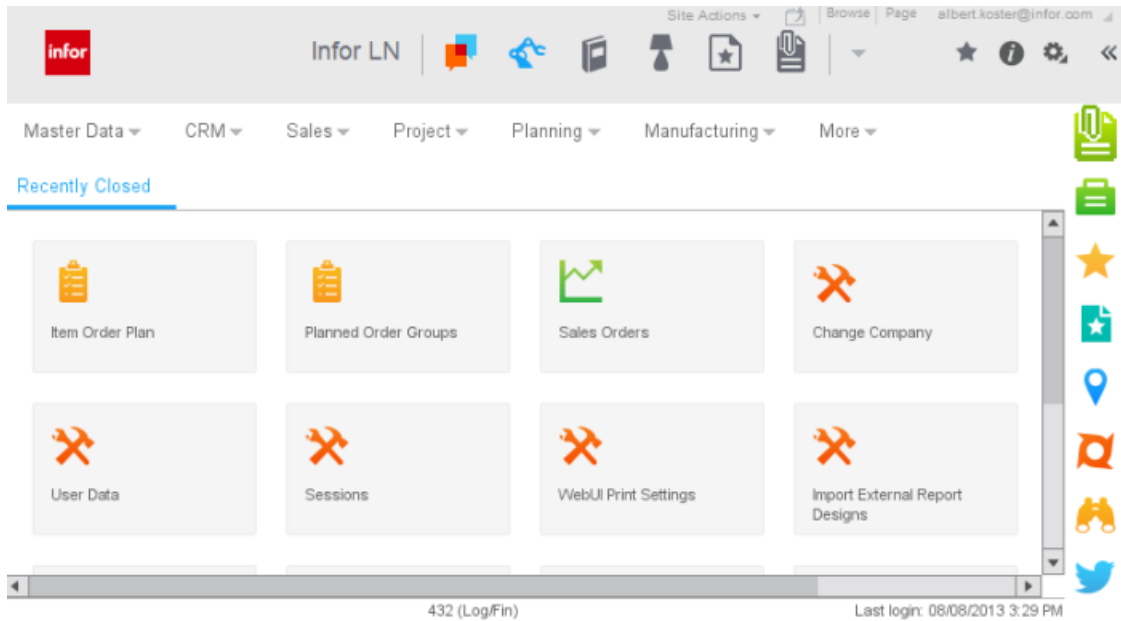 Site Actions Browse Page albert.koster@infor.com
infor Infor LN
Master Data CRM Sales Project Planning Manufacturing More
Recently Closed
Item Order Plan Planned Order Groups Sales Orders Change Company
User Data Sessions WebUI Print Settings Import External Report
Designs
432 (Log/Fin) Last login: 08/08/2013 3:29 PM